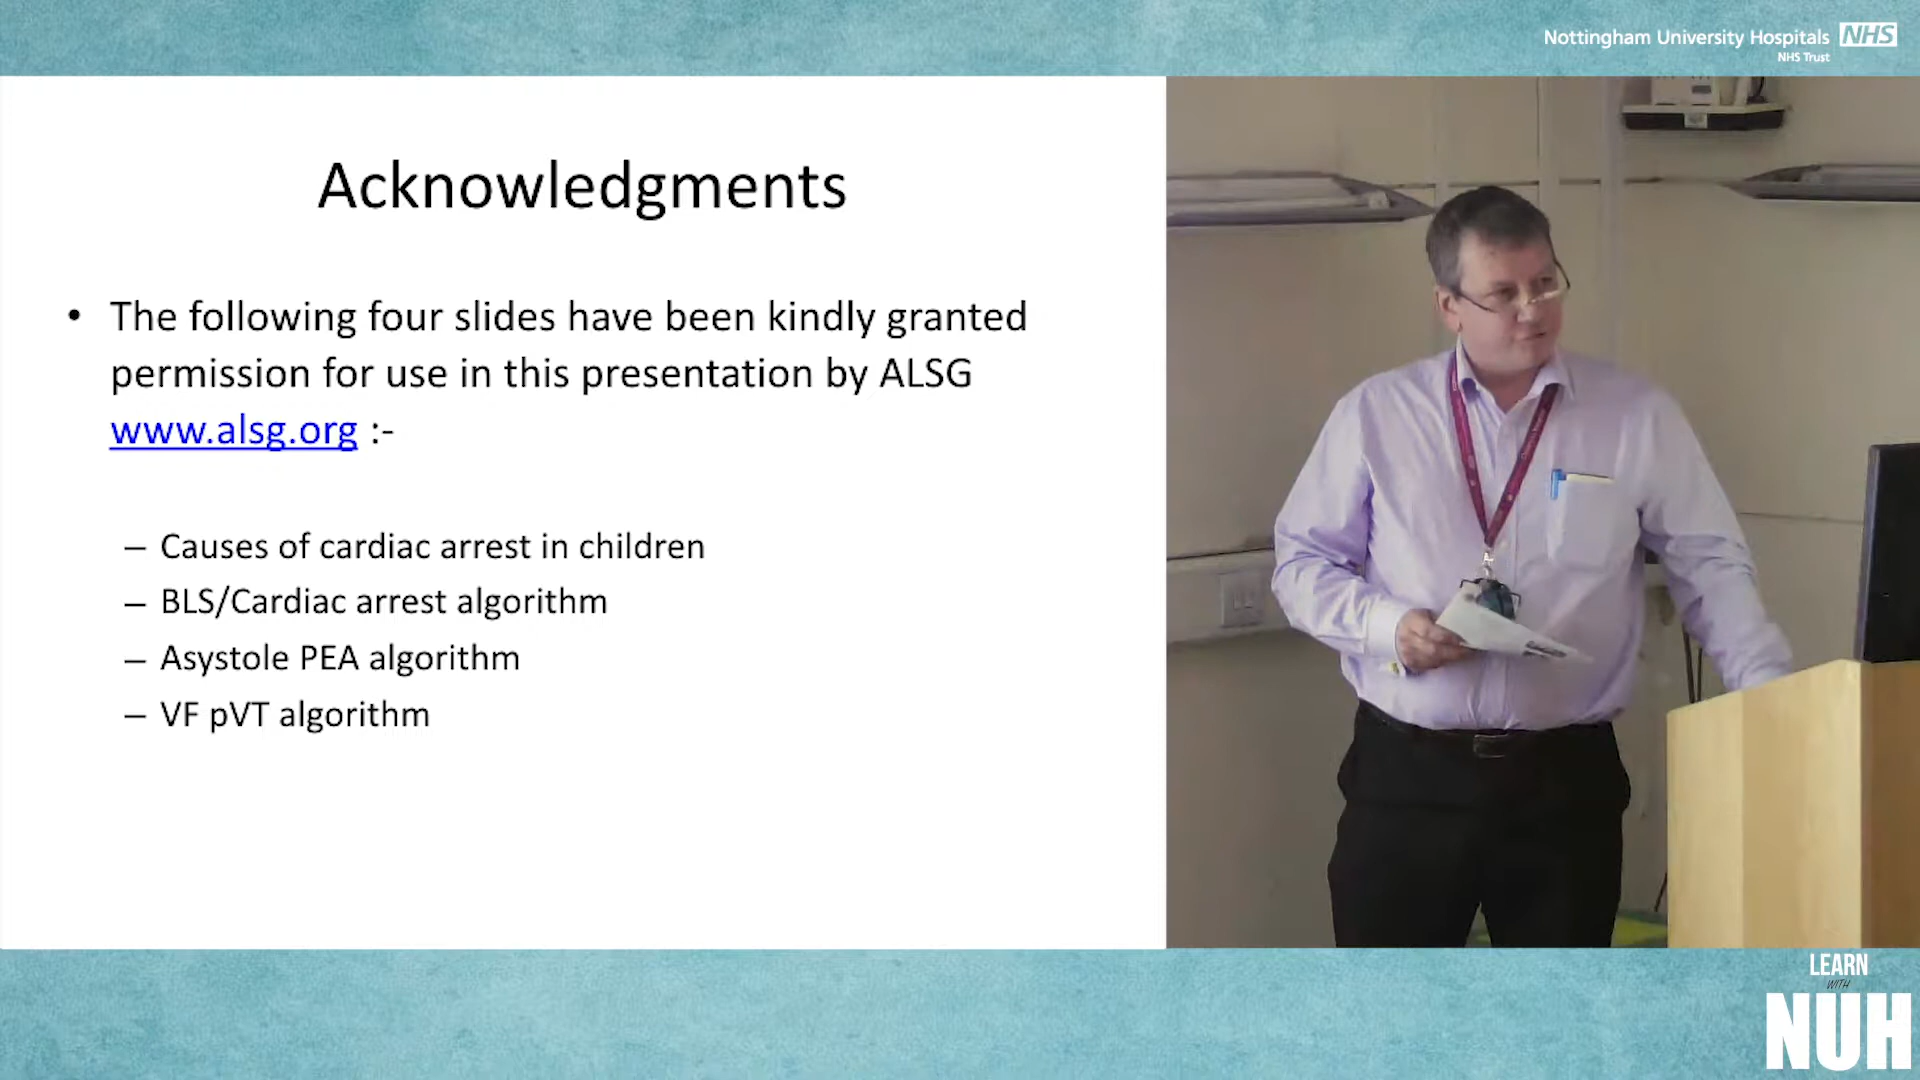 Nottingham University Hospitals NHS
NHS Trust
Acknowledgments
• The following four slides have been kindly granted
permission for use in this presentation by ALSG
www.alsg.org :-
– Causes of cardiac arrest in children
– BLS/Cardiac arrest algorithm
– Asystole PEA algorithm
– VF pVT algorithm
LEARN
WITH
NUH